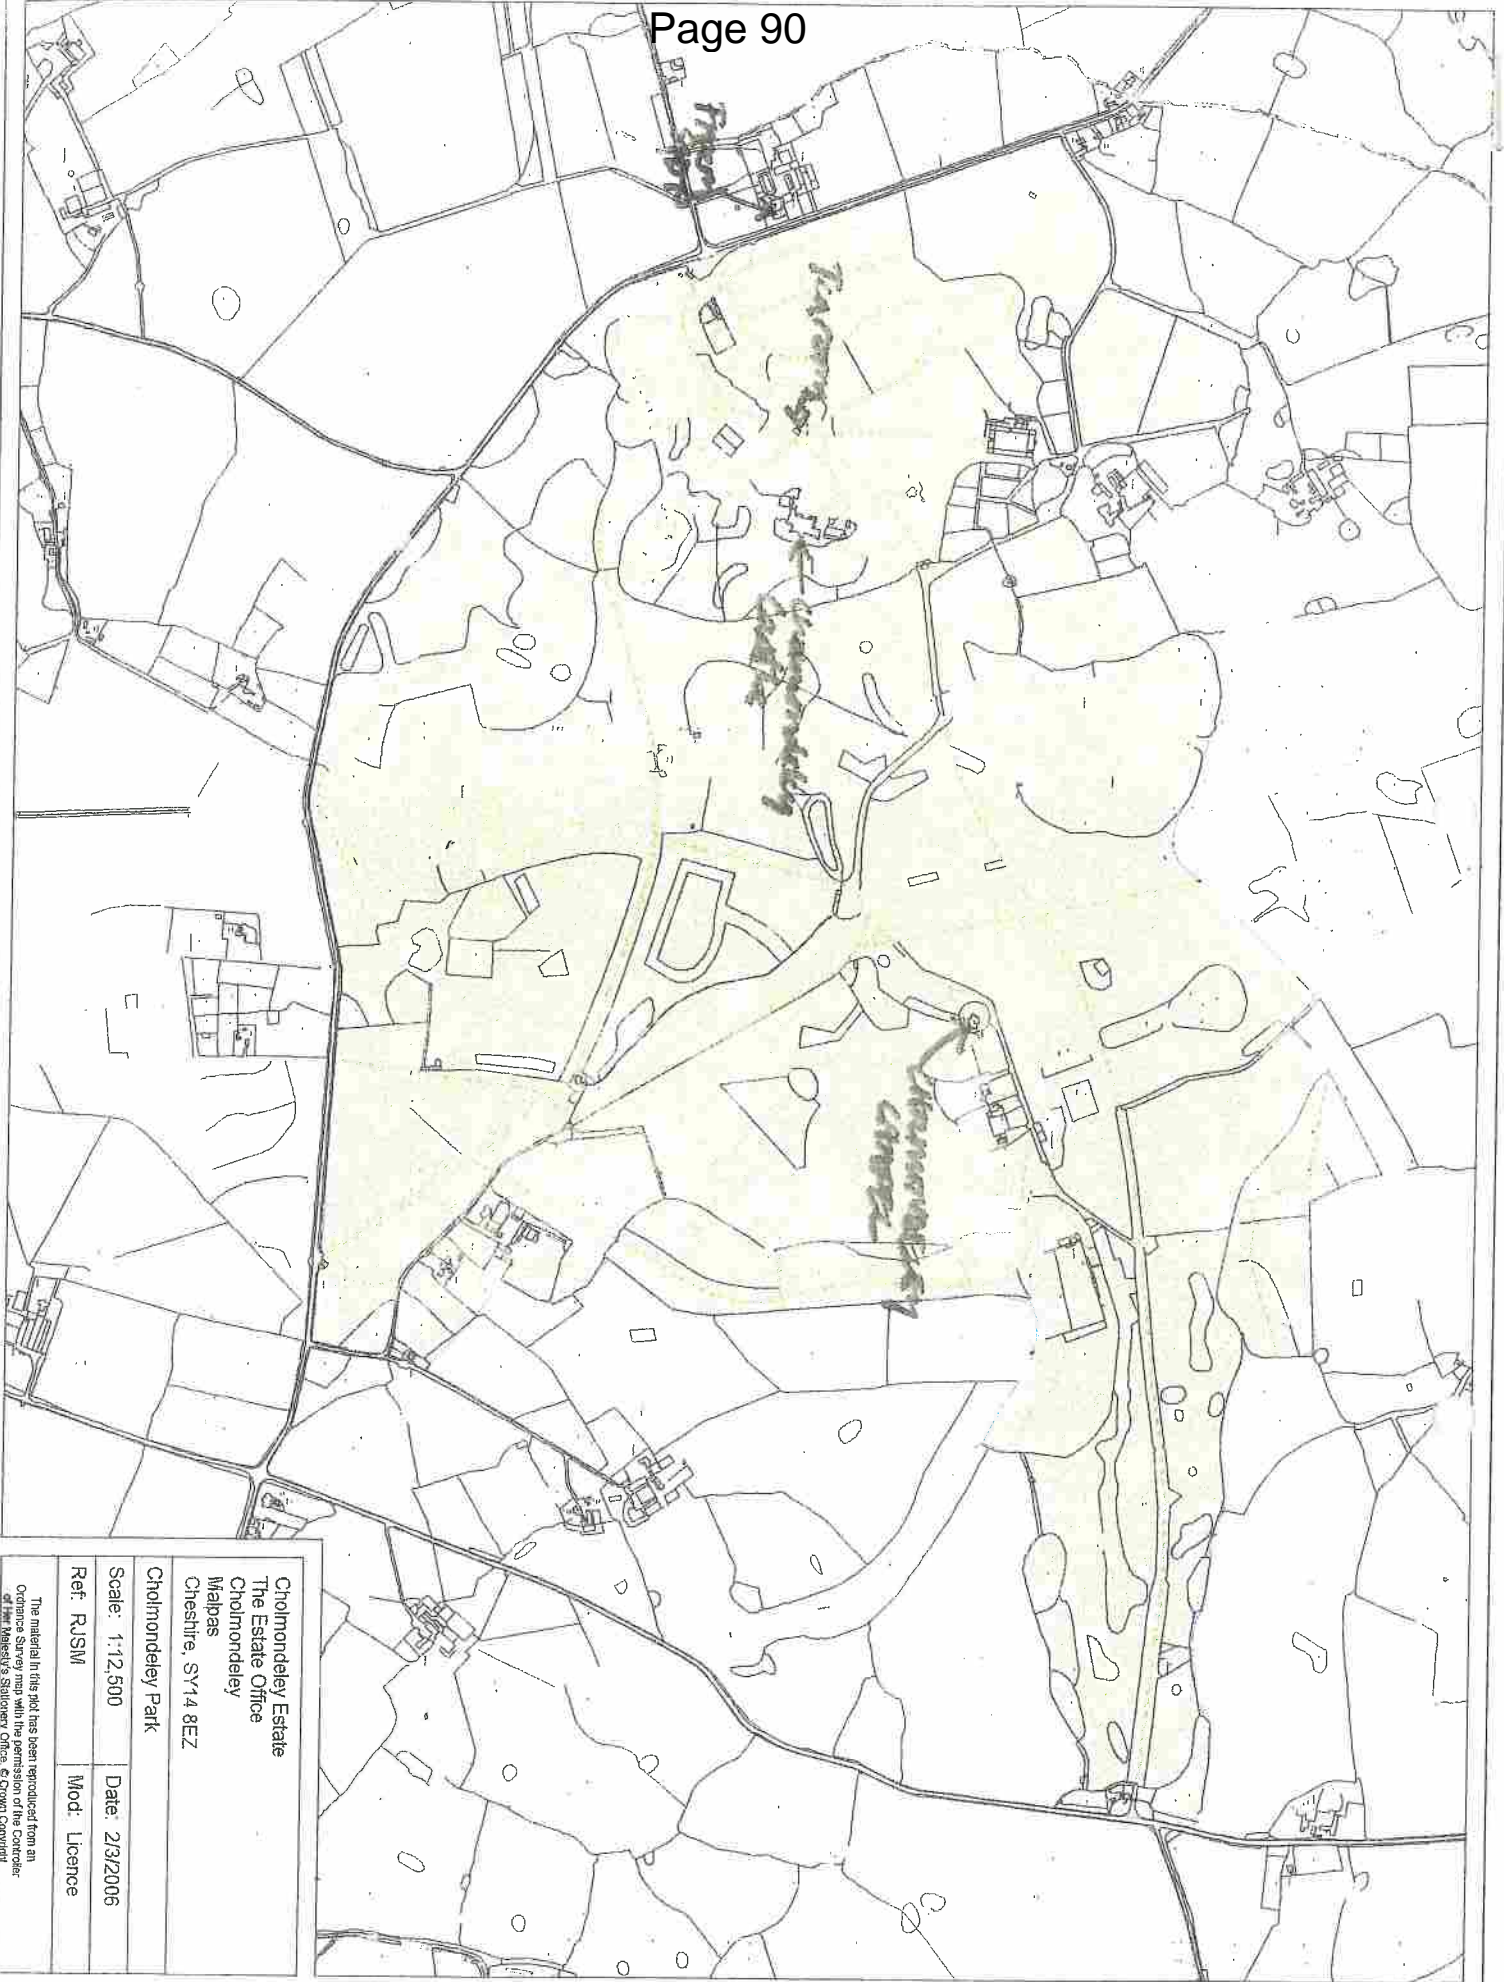 Page 90
Farm
Tearooms
Cholmondeley
Castle
CHOLMONDELEY
CHAPEL
Cholmondeley Estate
The Estate Office
Cholmondeley
Malpas
Cheshire, SY14 8EZ
Cholmondeley Park
Scale: 1:12,500 Date: 2/3/2006
Ref: RJSM Mod: Licence
The material in this plot has been reproduced from an
Ordnance Survey map with the permission of the Controller
of Her Majesty's Stationery Office. © Crown Copyright